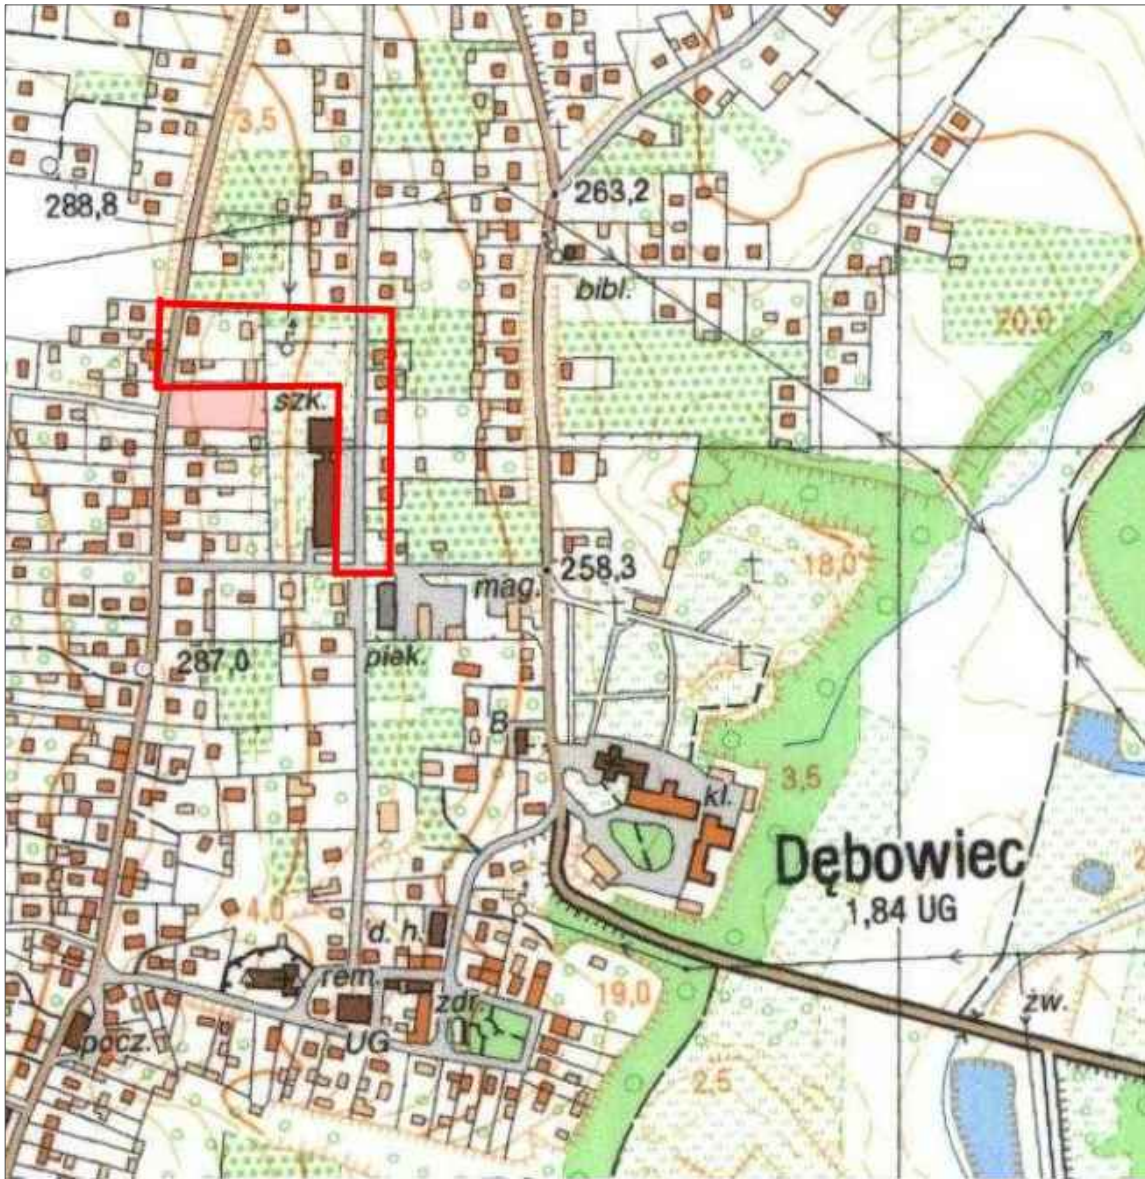 3,5
288,8
263,2
bibl.
20,0
szk.
258,3
mag.
18,0
287,0
piek.
B
kl.
3,5
Dębowiec
1,84 UG
4,0
d. h.
rem.
zdr.
19,0
żw.
pocz.
UG
2,5